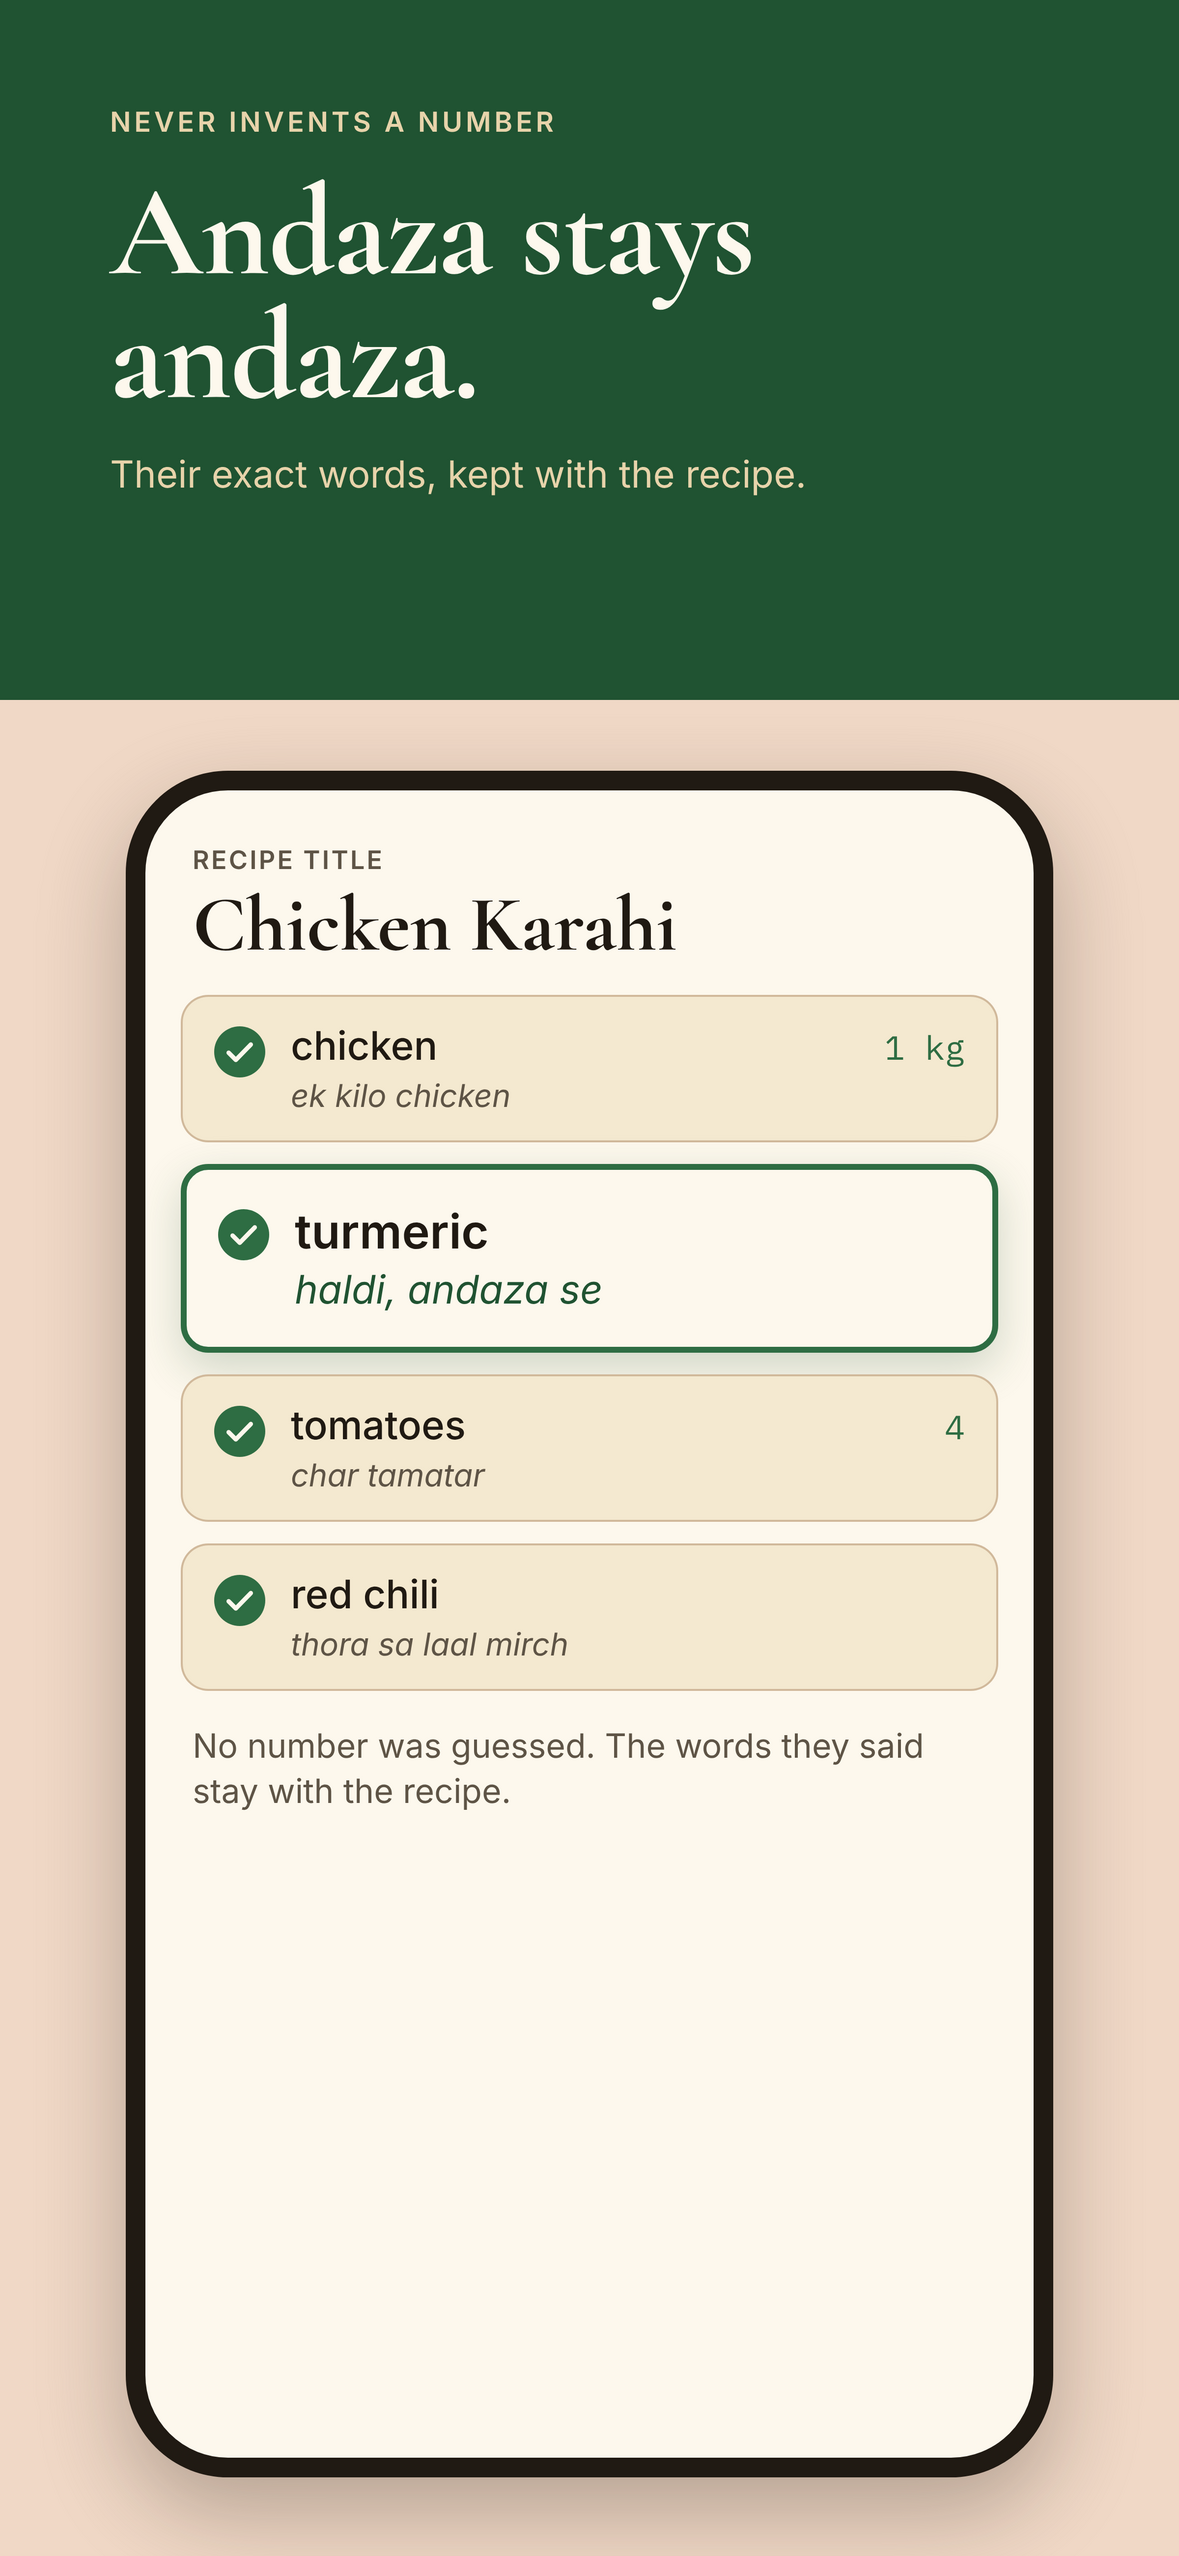 NEVER INVENTS A NUMBER
Andaza stays
andaza.
Their exact words, kept with the recipe.
RECIPE TITLE
Chicken Karahi
chicken 1 kg
ek kilo chicken
turmeric
haldi, andaza se
tomatoes 4
char tamatar
red chili
thora sa laal mirch
No number was guessed. The words they said
stay with the recipe.